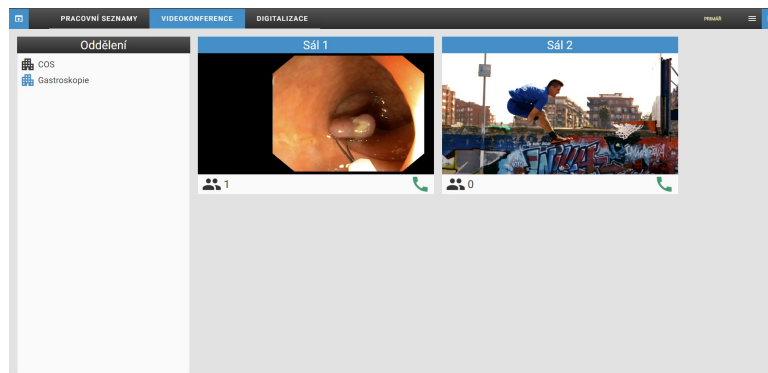 PRACOVNÍ SEZNAMY
VIDEOKONFERENCE
DIGITALIZACE
PRIMÁŘ
Oddělení
COS
Gastroskopie
Sál 1
1
Sál 2
0